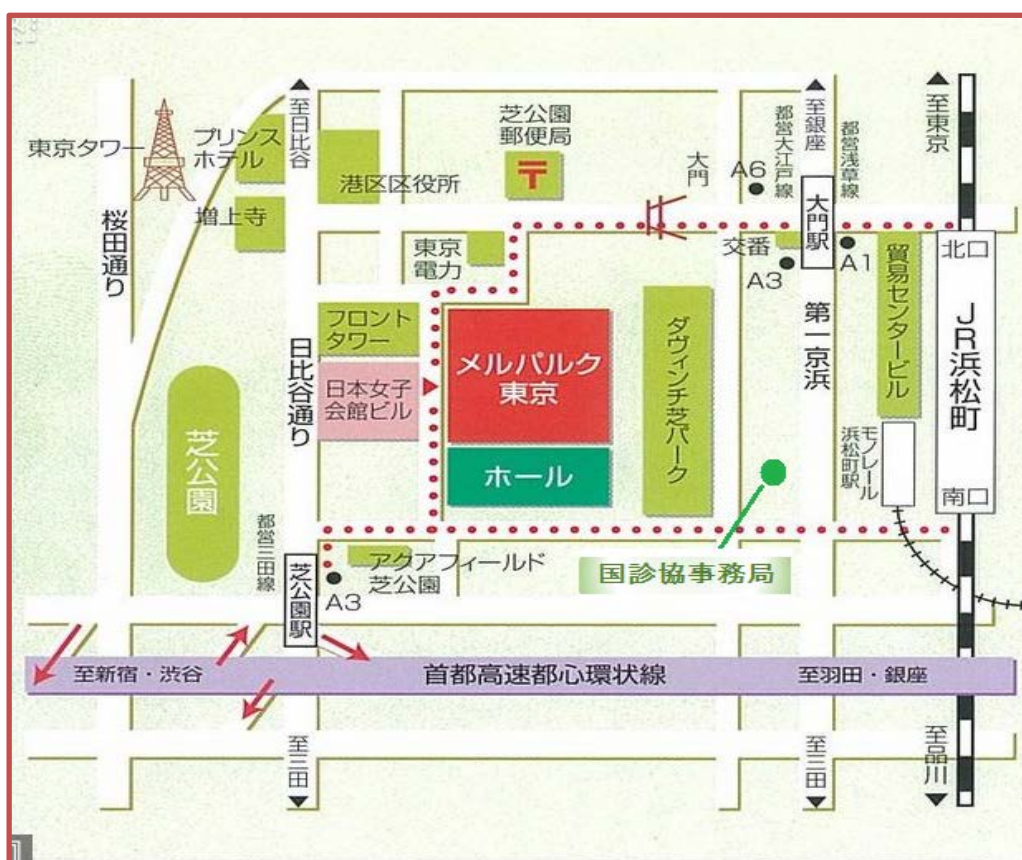 至東京
至日比谷
至銀座
都営大江戸線
都営浅草線
東京タワー
プリンス
ホテル
芝公園
郵便局
〒
大門
A6
港区区役所
大門駅
桜田通り
増上寺
東京
電力
交番
A3
A1
北口
貿易センタービル
JR浜松町
フロント
タワー
日比谷通り
メルパルク
東京
ダヴィンチ芝パーク
第一京浜
日本女子
会館ビル
芝公園
ホール
モノレール
浜松町駅
南口
都営三田線
芝公園駅
アクアフィールド
芝公園
A3
国診協事務局
至新宿・渋谷
首都高速都心環状線
至羽田・銀座
至三田
至三田
至品川